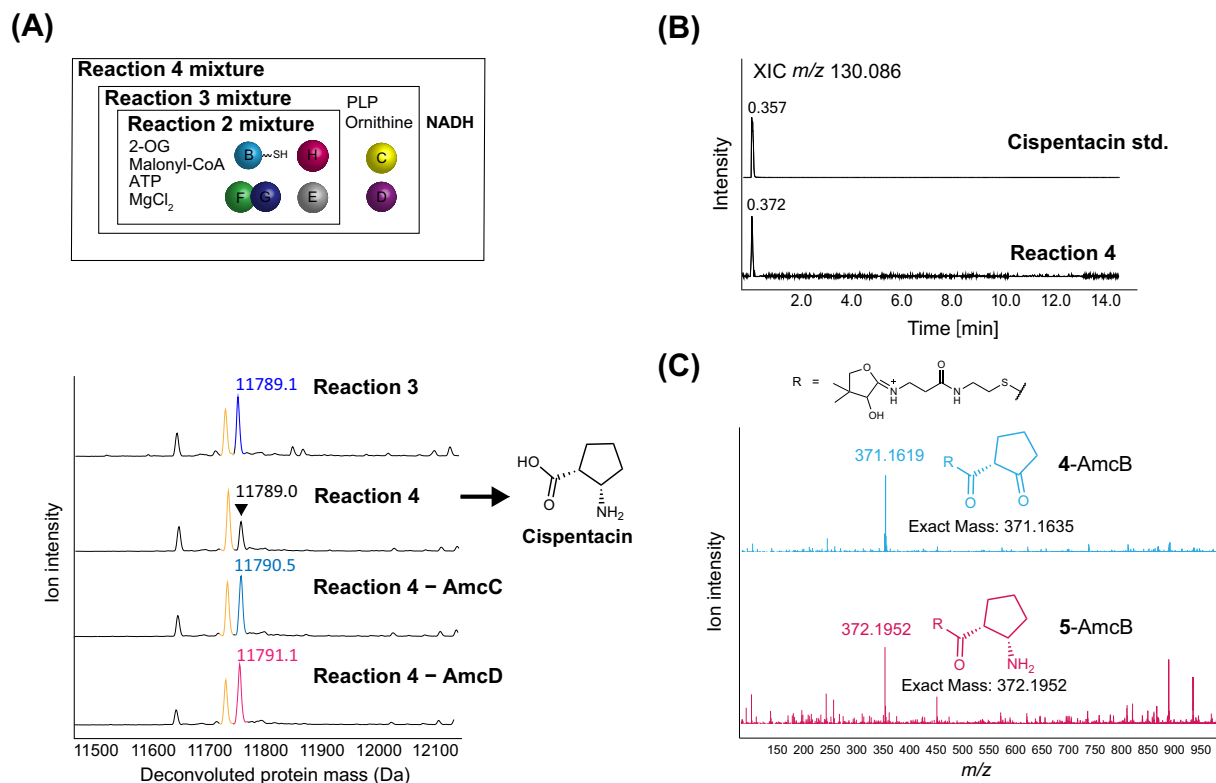 (A)
Reaction 4 mixture
Reaction 3 mixture
PLP
Ornithine
NADH
Reaction 2 mixture
2-OG
Malonyl-CoA
ATP
MgCl2
B
SH
H
C
F
G
E
D
11789.1
Reaction 3
11789.0
Reaction 4
HO
O
NH2
Cispentacin
11790.5
Reaction 4 − AmcC
11791.1
Reaction 4 − AmcD
Ion intensity
11500 11600 11700 11800 11900 12000 12100
Deconvoluted protein mass (Da)
(B)
XIC m/z 130.086
0.357
Cispentacin std.
0.372
Reaction 4
Intensity
2.0 4.0 6.0 8.0 10.0 12.0 14.0
Time [min]
(C)
R =
O
+
N
H
OH
O
N
H
S
371.1619
R
O
O
4-AmcB
Exact Mass: 371.1635
372.1952
R
O
NH2
5-AmcB
Exact Mass: 372.1952
Ion intensity
150 200 250 300 350 400 450 500 550 600 650 700 750 800 850 900 950
m/z